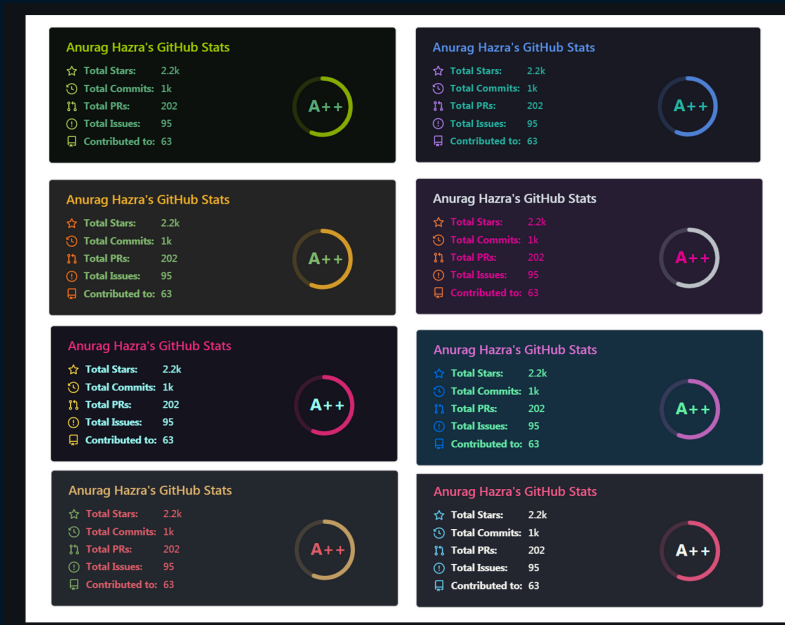 Anurag Hazra's GitHub Stats
Total Stars: 2.2k
Total Commits: 1k
Total PRs: 202
Total Issues: 95
Contributed to: 63
A++
Anurag Hazra's GitHub Stats
Total Stars: 2.2k
Total Commits: 1k
Total PRs: 202
Total Issues: 95
Contributed to: 63
A++
Anurag Hazra's GitHub Stats
Total Stars: 2.2k
Total Commits: 1k
Total PRs: 202
Total Issues: 95
Contributed to: 63
A++
Anurag Hazra's GitHub Stats
Total Stars: 2.2k
Total Commits: 1k
Total PRs: 202
Total Issues: 95
Contributed to: 63
A++
Anurag Hazra's GitHub Stats
Total Stars: 2.2k
Total Commits: 1k
Total PRs: 202
Total Issues: 95
Contributed to: 63
A++
Anurag Hazra's GitHub Stats
Total Stars: 2.2k
Total Commits: 1k
Total PRs: 202
Total Issues: 95
Contributed to: 63
A++
Anurag Hazra's GitHub Stats
Total Stars: 2.2k
Total Commits: 1k
Total PRs: 202
Total Issues: 95
Contributed to: 63
A++
Anurag Hazra's GitHub Stats
Total Stars: 2.2k
Total Commits: 1k
Total PRs: 202
Total Issues: 95
Contributed to: 63
A++